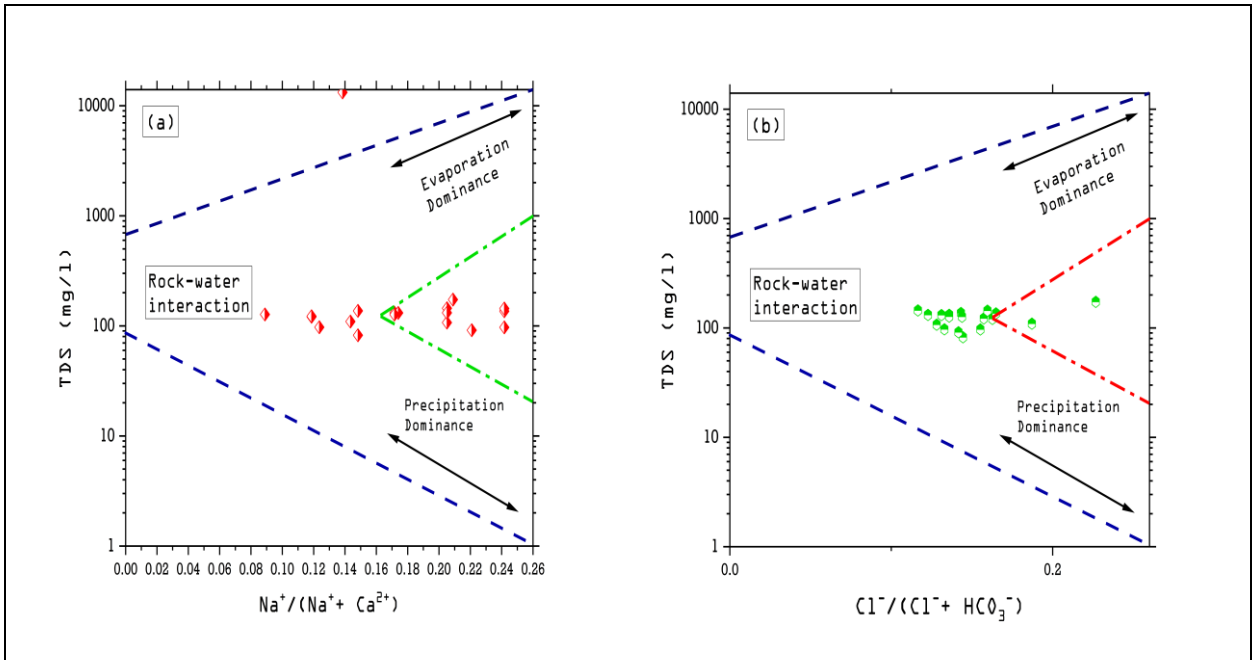 (a)
10000
1000
100
10
1
TDS (mg/l)
Evaporation
Dominance
Rock-water
interaction
Precipitation
Dominance
0.00 0.02 0.04 0.06 0.08 0.10 0.12 0.14 0.16 0.18 0.20 0.22 0.24 0.26
Na⁺/(Na⁺+ Ca²⁺)
(b)
10000
1000
100
10
1
TDS (mg/l)
Evaporation
Dominance
Rock-water
interaction
Precipitation
Dominance
0.0 0.2
Cl⁻/(Cl⁻+ HCO₃⁻)